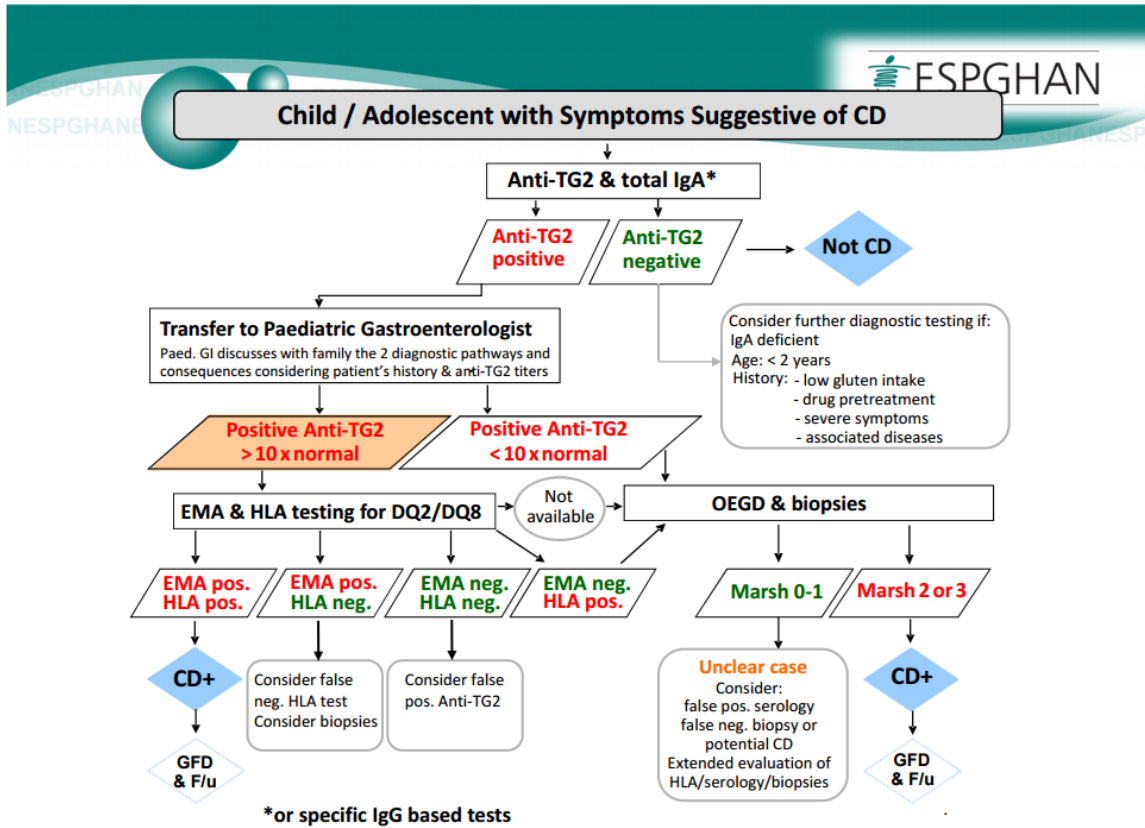 ESPGHAN
NESPGHAN
NESPGHANE
SPGHANESP
Child / Adolescent with Symptoms Suggestive of CD
Anti-TG2 & total IgA*
Anti-TG2
positive
Anti-TG2
negative
Not CD
Transfer to Paediatric Gastroenterologist
Paed. GI discusses with family the 2 diagnostic pathways and
consequences considering patient's history & anti-TG2 titers
Consider further diagnostic testing if:
IgA deficient
Age: < 2 years
History: - low gluten intake
- drug pretreatment
- severe symptoms
- associated diseases
Positive Anti-TG2
> 10 x normal
Positive Anti-TG2
< 10 x normal
EMA & HLA testing for DQ2/DQ8
Not
available
OEGD & biopsies
EMA pos.
HLA pos.
EMA pos.
HLA neg.
EMA neg.
HLA neg.
EMA neg.
HLA pos.
Marsh 0-1
Marsh 2 or 3
CD+
Consider false
neg. HLA test
Consider biopsies
Consider false
pos. Anti-TG2
Unclear case
Consider:
false pos. serology
false neg. biopsy or
potential CD
Extended evaluation of
HLA/serology/biopsies
CD+
GFD
& F/u
GFD
& F/u
*or specific IgG based tests